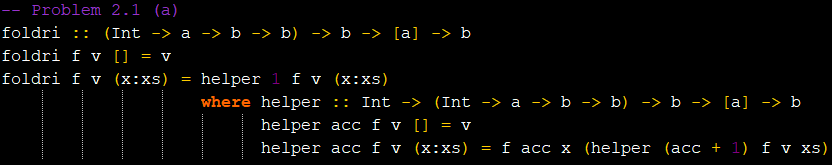 -- Problem 2.1 (a)
foldri :: (Int -> a -> b -> b) -> b -> [a] -> b
foldri f v [] = v
foldri f v (x:xs) = helper 1 f v (x:xs)
where helper :: Int -> (Int -> a -> b -> b) -> b -> [a] -> b
helper acc f v [] = v
helper acc f v (x:xs) = f acc x (helper (acc + 1) f v xs)